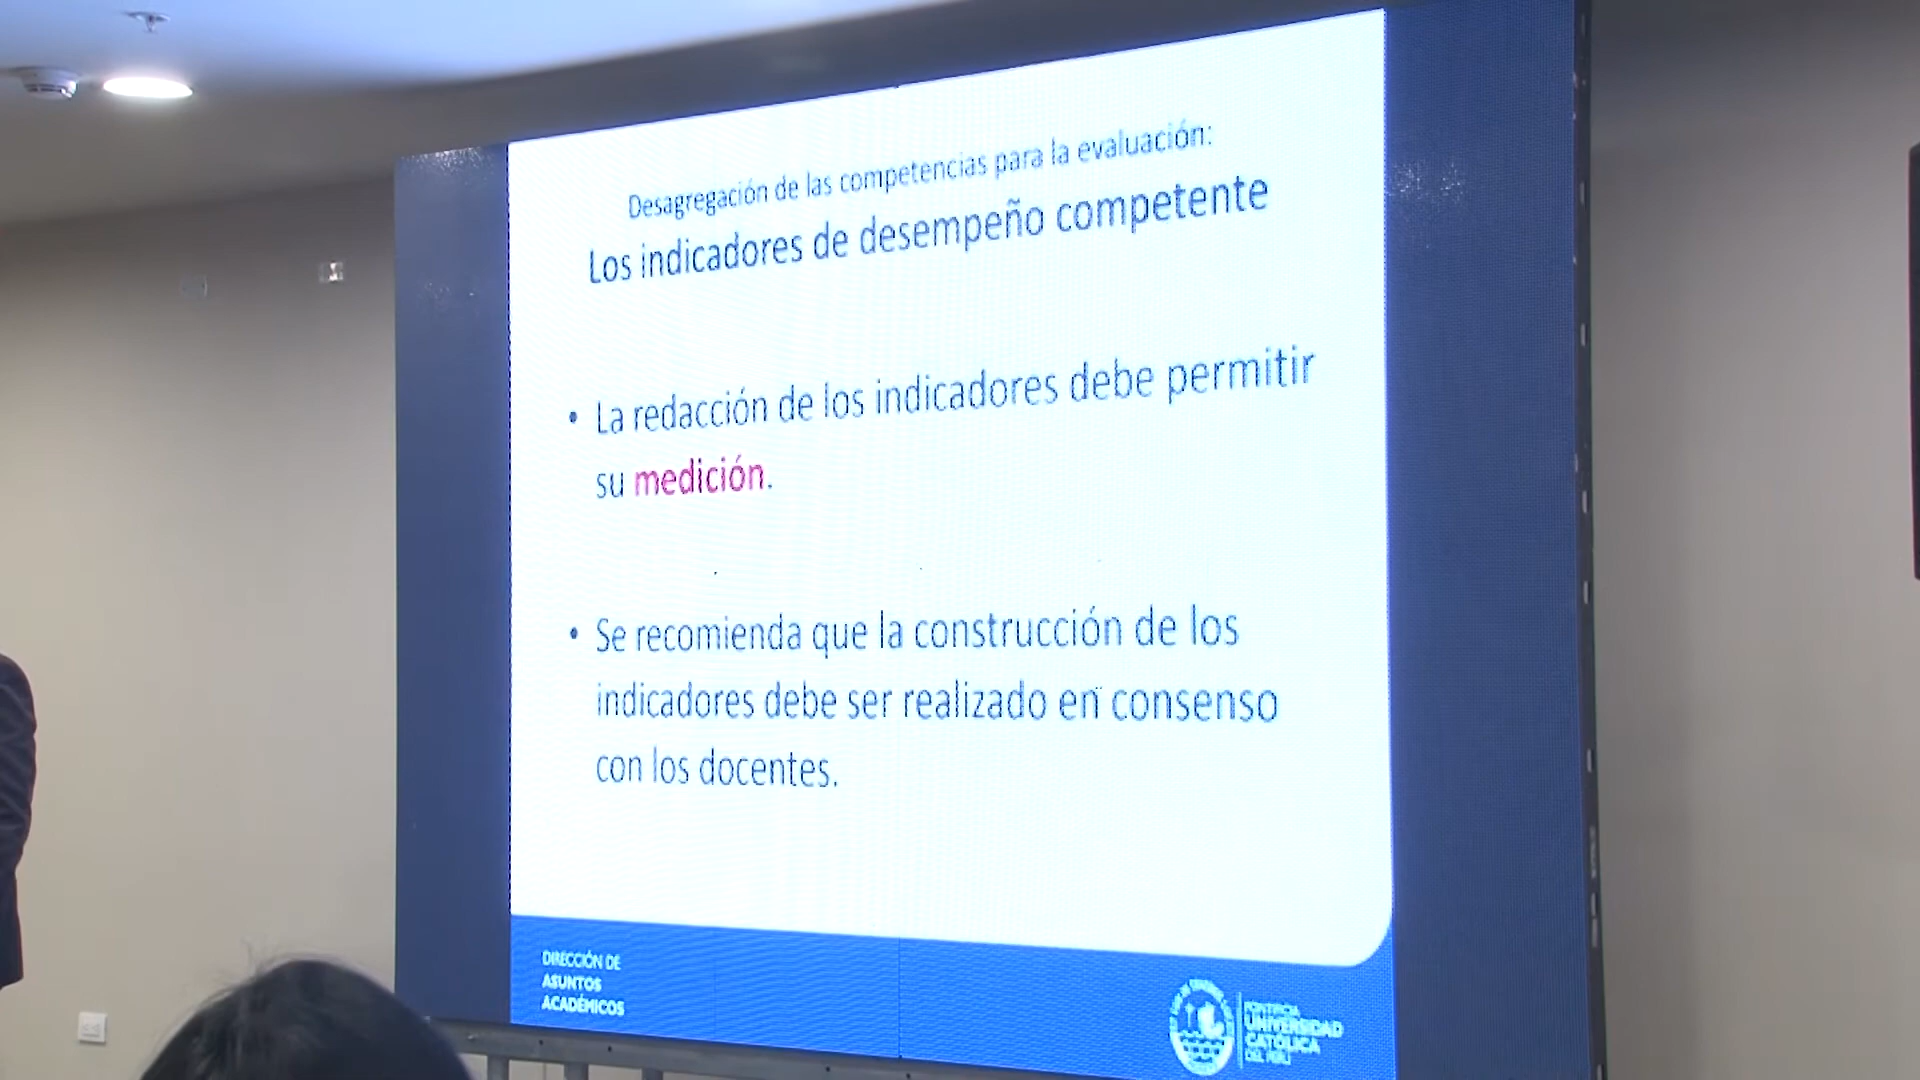 Desagregación de las competencias para la evaluación:
Los indicadores de desempeño competente
• La redacción de los indicadores debe permitir
su medición.
• Se recomienda que la construcción de los
indicadores debe ser realizado en consenso
con los docentes.
DIRECCIÓN DE
ASUNTOS
ACADÉMICOS
PONTIFICIA
UNIVERSIDAD
CATÓLICA
DEL PERÚ